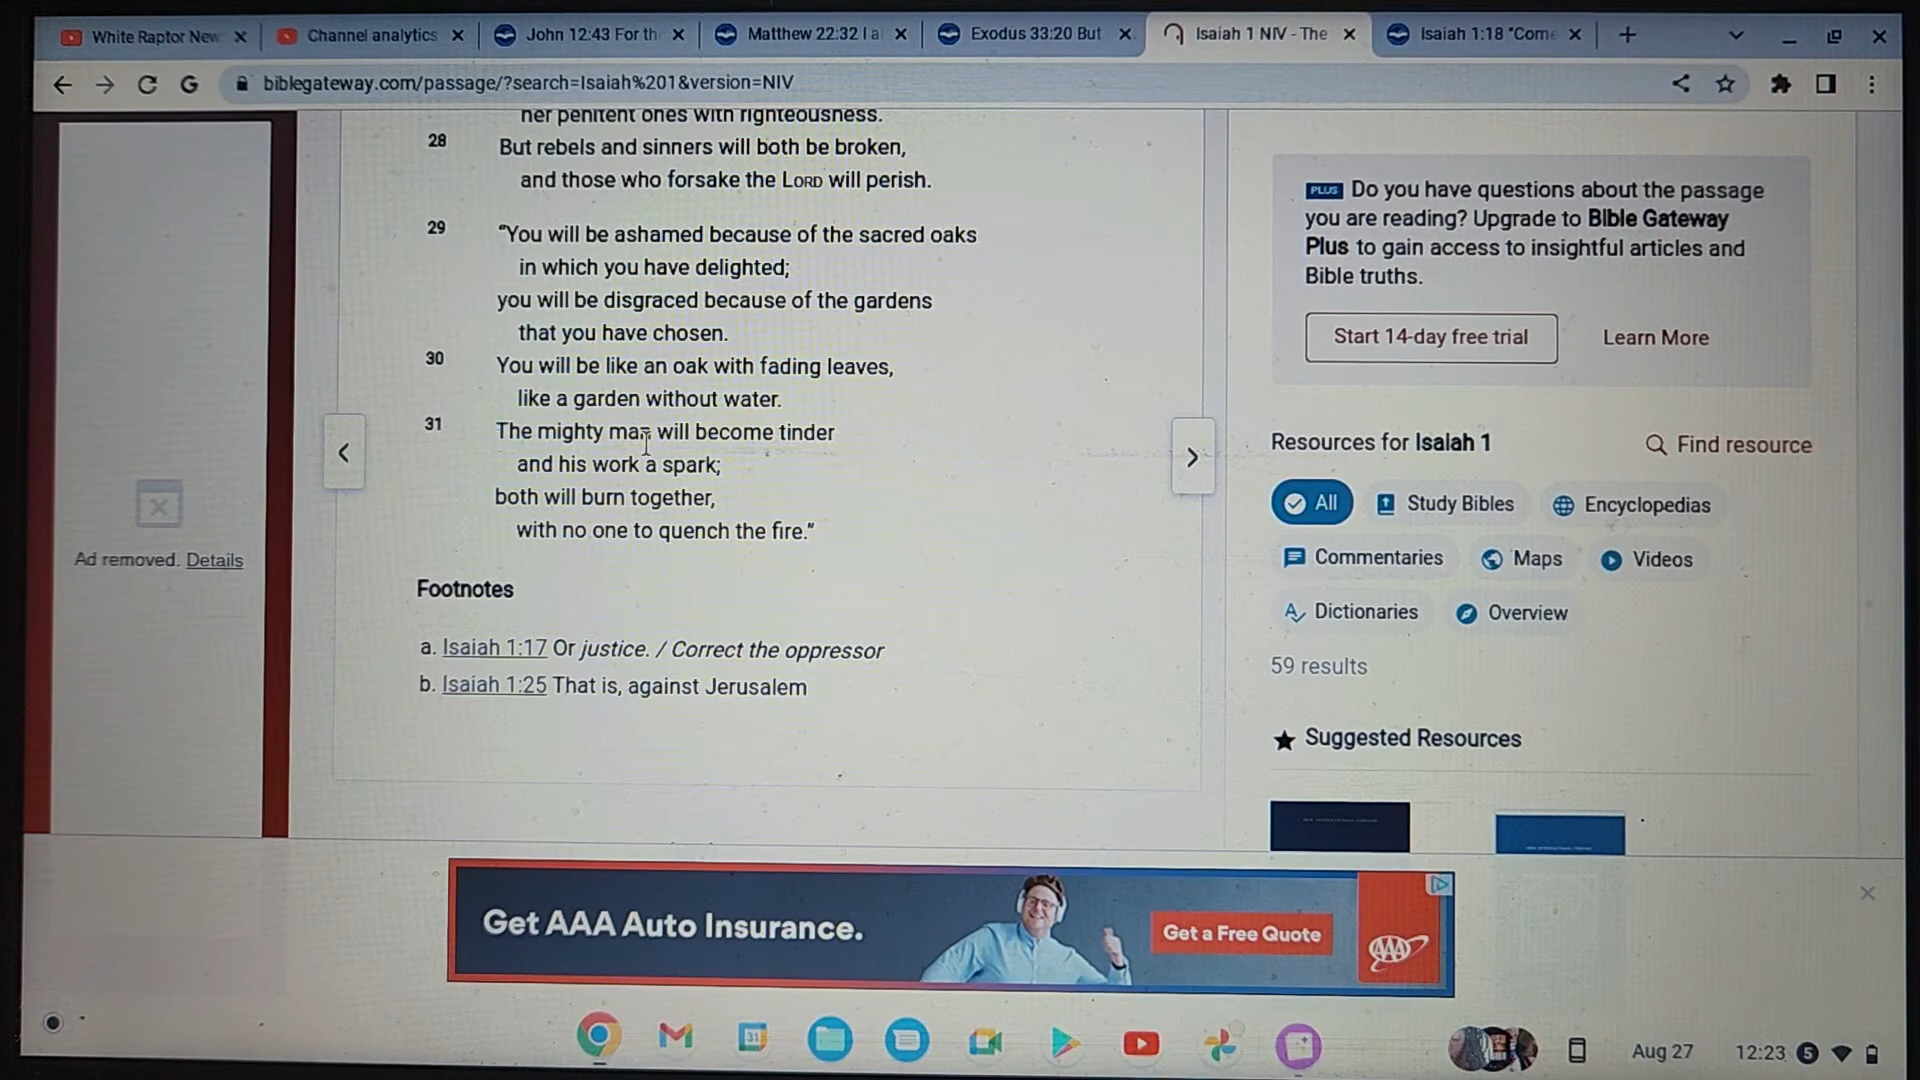 White Raptor New
Channel analytics
John 12:43 For th
Matthew 22:32 I a
Exodus 33:20 But
Isaiah 1 NIV - The
Isaiah 1:18 "Come
biblegateway.com/passage/?search=Isaiah%201&version=NIV
her penitent ones with righteousness.
28 But rebels and sinners will both be broken,
and those who forsake the LORD will perish.
29 "You will be ashamed because of the sacred oaks
in which you have delighted;
you will be disgraced because of the gardens
that you have chosen.
30 You will be like an oak with fading leaves,
like a garden without water.
31 The mighty man will become tinder
and his work a spark;
both will burn together,
with no one to quench the fire."
Footnotes
a. Isaiah 1:17 Or justice. / Correct the oppressor
b. Isaiah 1:25 That is, against Jerusalem
Ad removed. Details
PLUS Do you have questions about the passage
you are reading? Upgrade to Bible Gateway
Plus to gain access to insightful articles and
Bible truths.
Start 14-day free trial
Learn More
Resources for Isaiah 1
Find resource
All
Study Bibles
Encyclopedias
Commentaries
Maps
Videos
Dictionaries
Overview
59 results
Suggested Resources
Get AAA Auto Insurance.
Get a Free Quote
AAA
31
Aug 27
12:23
5